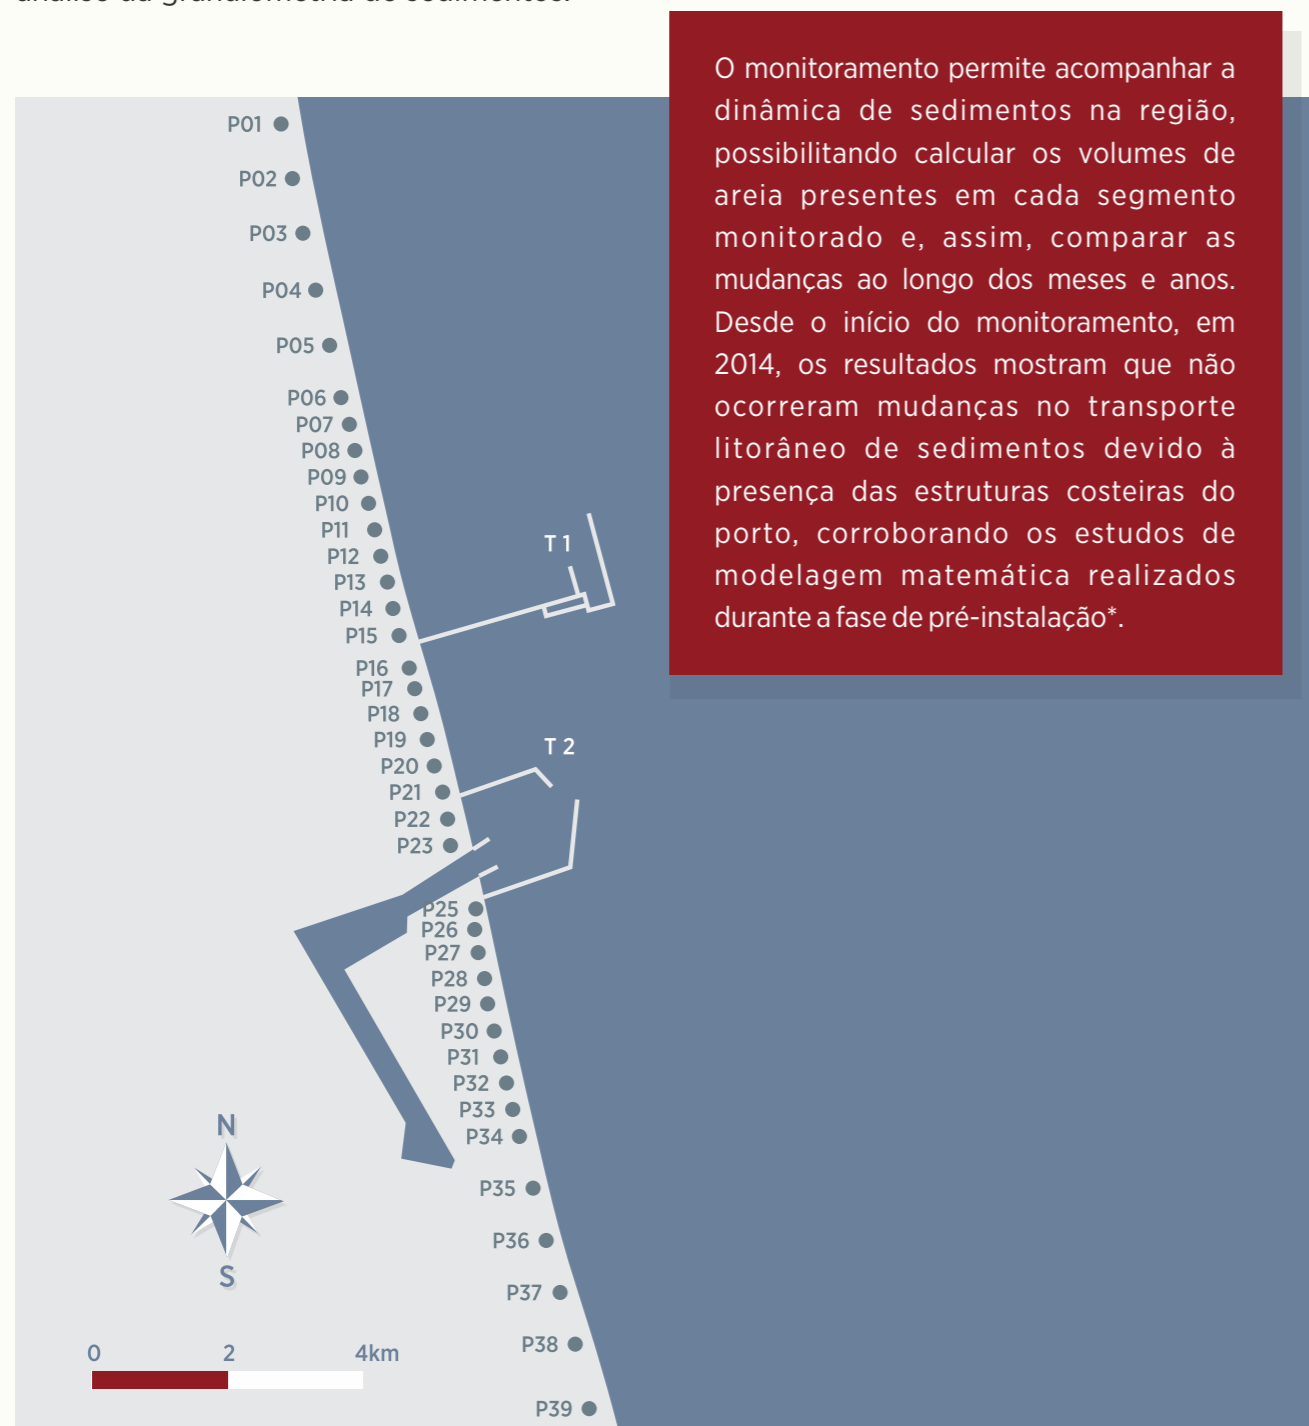 análise da granulometria de sedimentos.
O monitoramento permite acompanhar a
dinâmica de sedimentos na região,
possibilitando calcular os volumes de
areia presentes em cada segmento
monitorado e, assim, comparar as
mudanças ao longo dos meses e anos.
Desde o início do monitoramento, em
2014, os resultados mostram que não
ocorreram mudanças no transporte
litorâneo de sedimentos devido à
presença das estruturas costeiras do
porto, corroborando os estudos de
modelagem matemática realizados
durante a fase de pré-instalação*.
P01
P02
P03
P04
P05
P06
P07
P08
P09
P10
P11
P12
P13
P14
P15
P16
P17
P18
P19
P20
P21
P22
P23
P25
P26
P27
P28
P29
P30
P31
P32
P33
P34
P35
P36
P37
P38
P39
T 1
T 2
N
S
0 2 4km